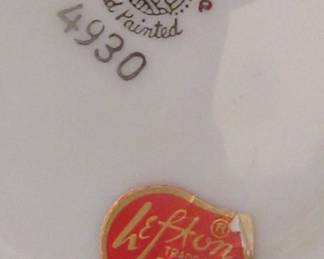 Painted
4930
Lefton
®
TRADE